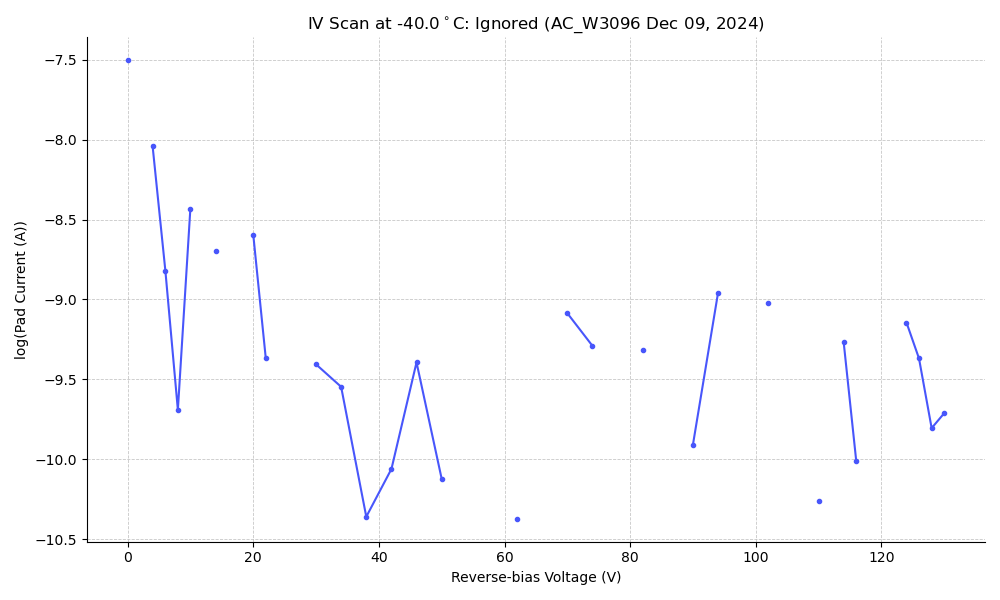 IV Scan at -40.0°C: Ignored (AC_W3096 Dec 09, 2024)
log(Pad Current (A))
−7.5
−8.0
−8.5
−9.0
−9.5
−10.0
−10.5
0 20 40 60 80 100 120
Reverse-bias Voltage (V)